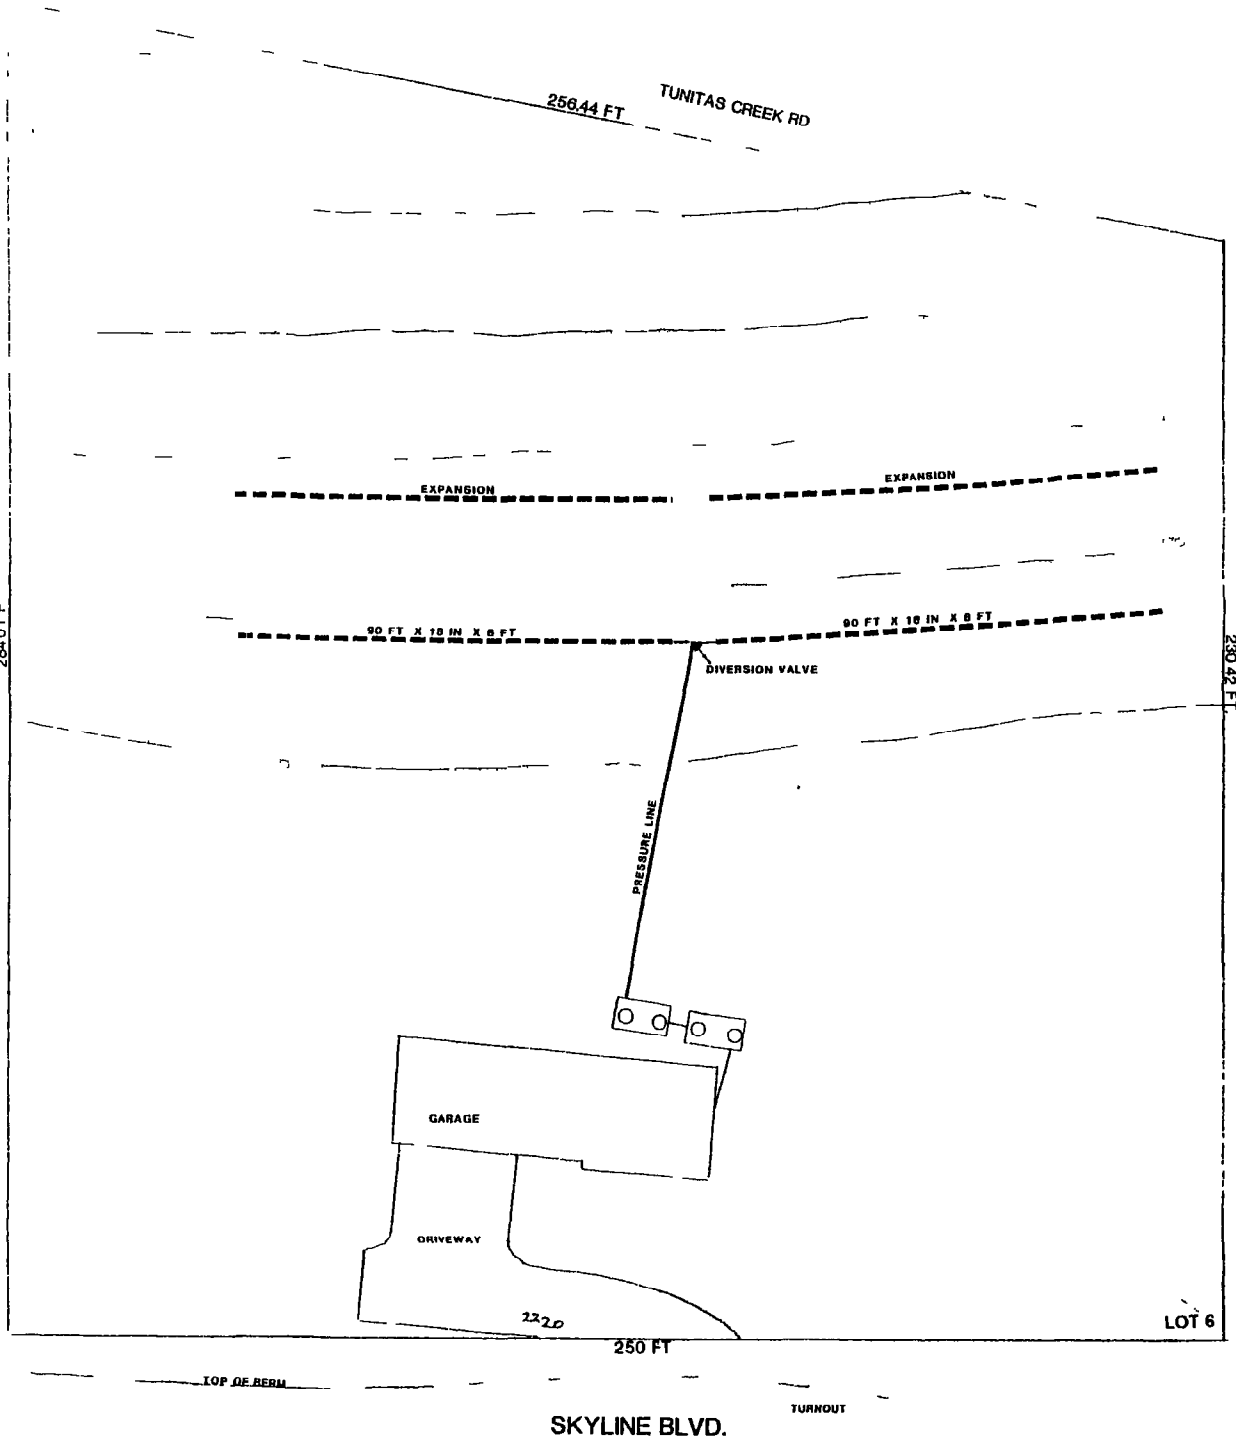 256.44 FT
TUNITAS CREEK RD
EXPANSION
EXPANSION
90 FT X 18 IN X 6 FT
90 FT X 18 IN X 6 FT
DIVERSION VALVE
230.42 FT.
PRESSURE LINE
GARAGE
DRIVEWAY
2220
LOT 6
250 FT
TOP OF BERM
TURNOUT
SKYLINE BLVD.